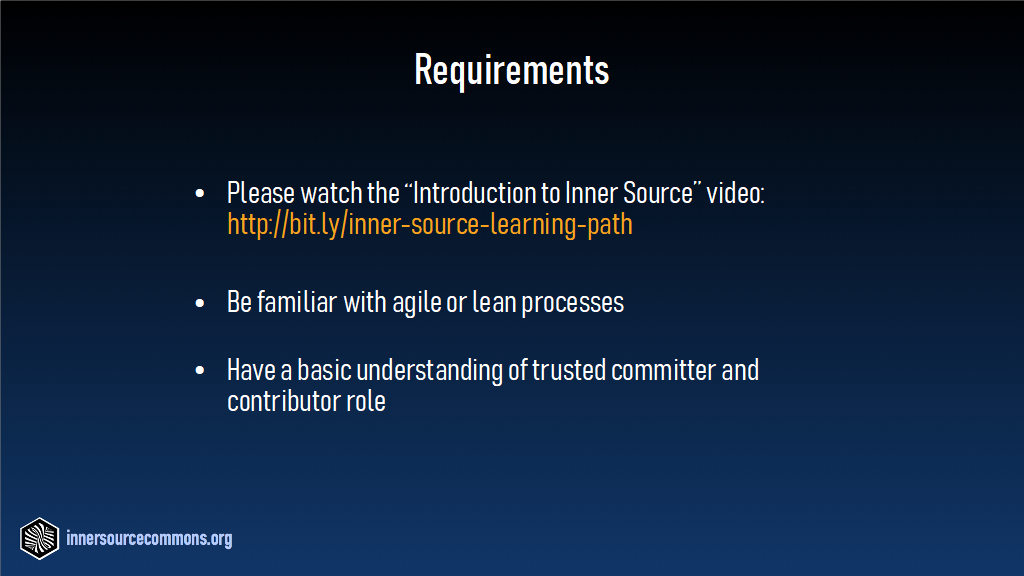 Requirements
• Please watch the “Introduction to Inner Source” video:
http://bit.ly/inner-source-learning-path
• Be familiar with agile or lean processes
• Have a basic understanding of trusted committer and
contributor role
innersourcecommons.org